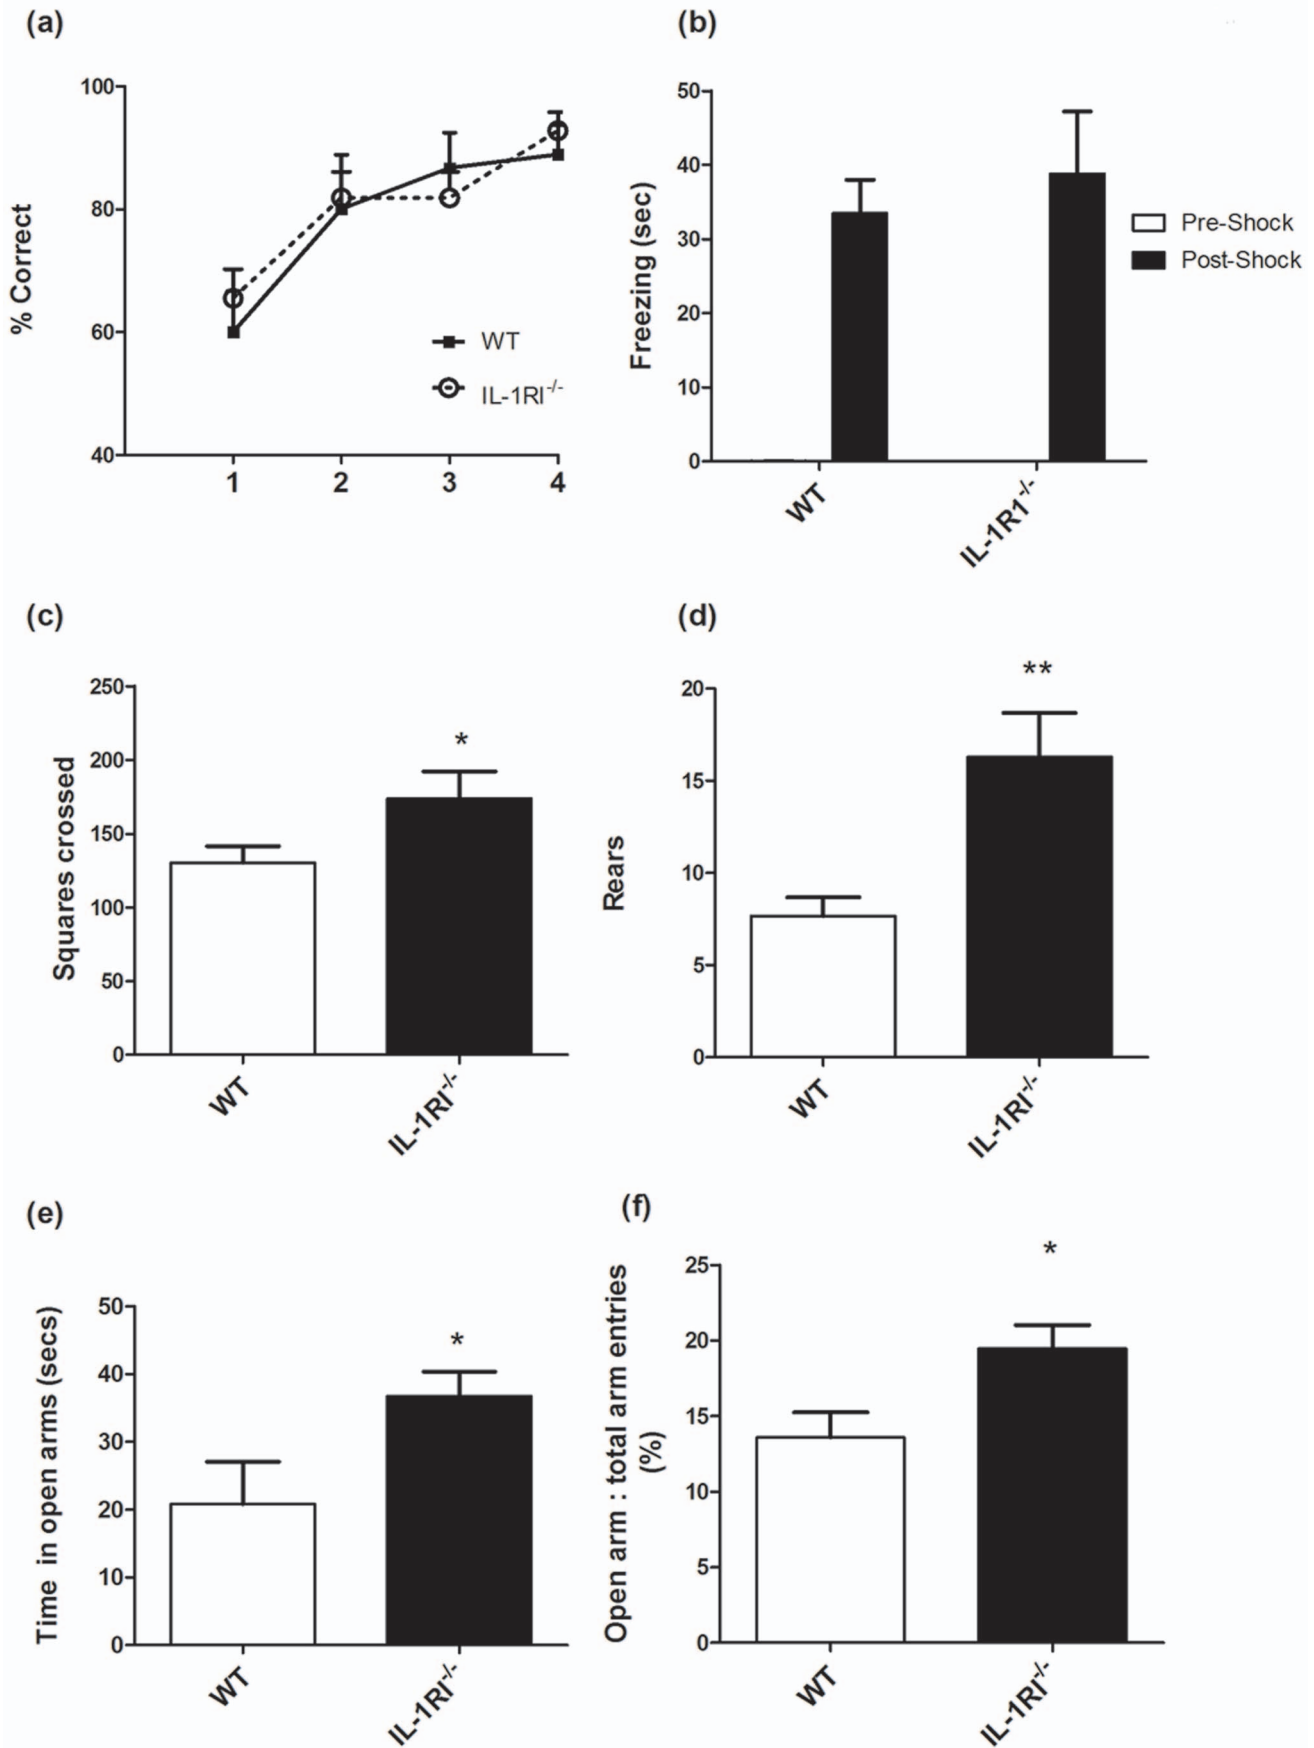 (a)
100
80
60
40
% Correct
1 2 3 4
WT
IL-1RI-/-
(b)
50
40
30
20
10
0
Freezing (sec)
Pre-Shock
Post-Shock
WT
IL-1R1-/-
(c)
250
200
150
100
50
0
Squares crossed
*
WT
IL-1RI-/-
(d)
20
15
10
5
0
Rears
**
WT
IL-1RI-/-
(e)
50
40
30
20
10
0
Time in open arms (secs)
*
WT
IL-1RI-/-
(f)
25
20
15
10
5
0
Open arm : total arm entries
(%)
*
WT
IL-1RI-/-